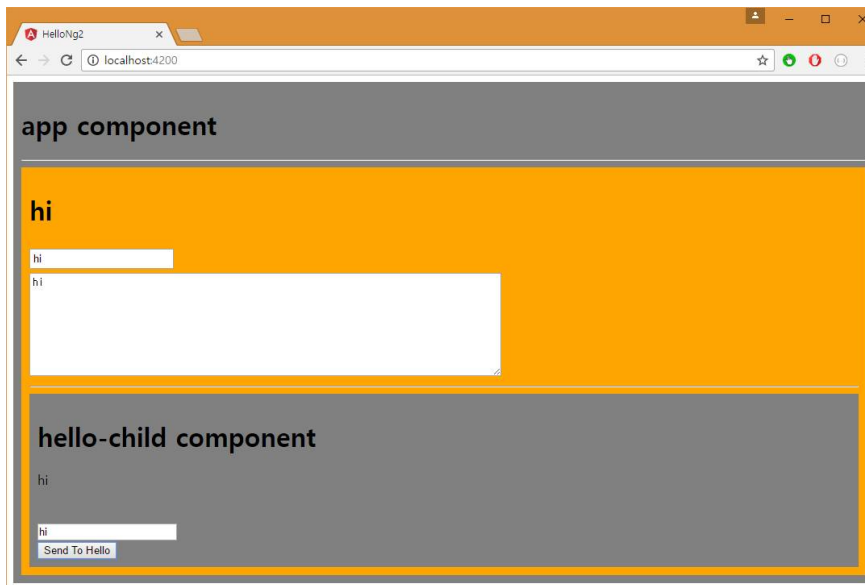 HelloNg2
localhost:4200
app component
hi
hi
hi
hello-child component
hi
hi
Send To Hello